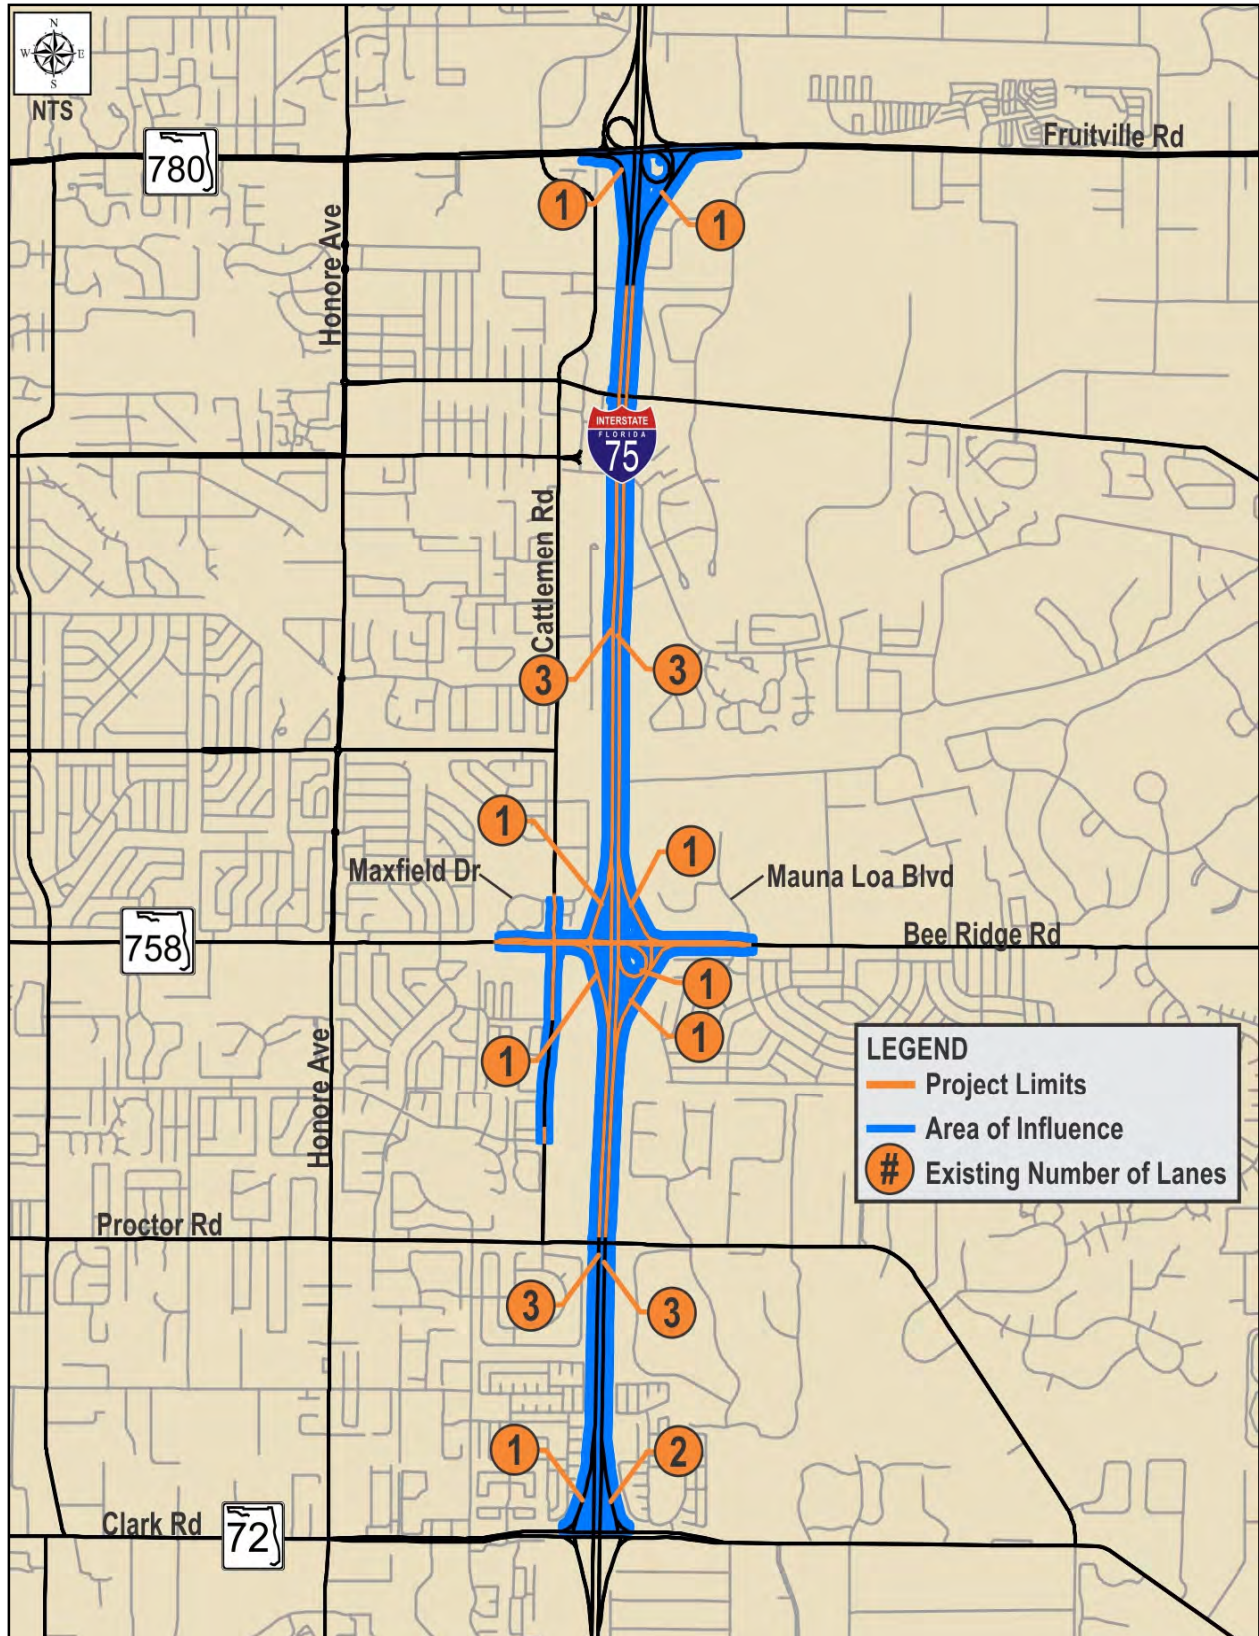 N
W E
S
NTS
780
Fruitville Rd
1
1
Honore Ave
INTERSTATE
FLORIDA
75
Cattlemen Rd
3
3
1
1
Maxfield Dr
Mauna Loa Blvd
758
Bee Ridge Rd
1
1
1
Honore Ave
LEGEND
Project Limits
Area of Influence
# Existing Number of Lanes
Proctor Rd
3
3
1
2
Clark Rd
72